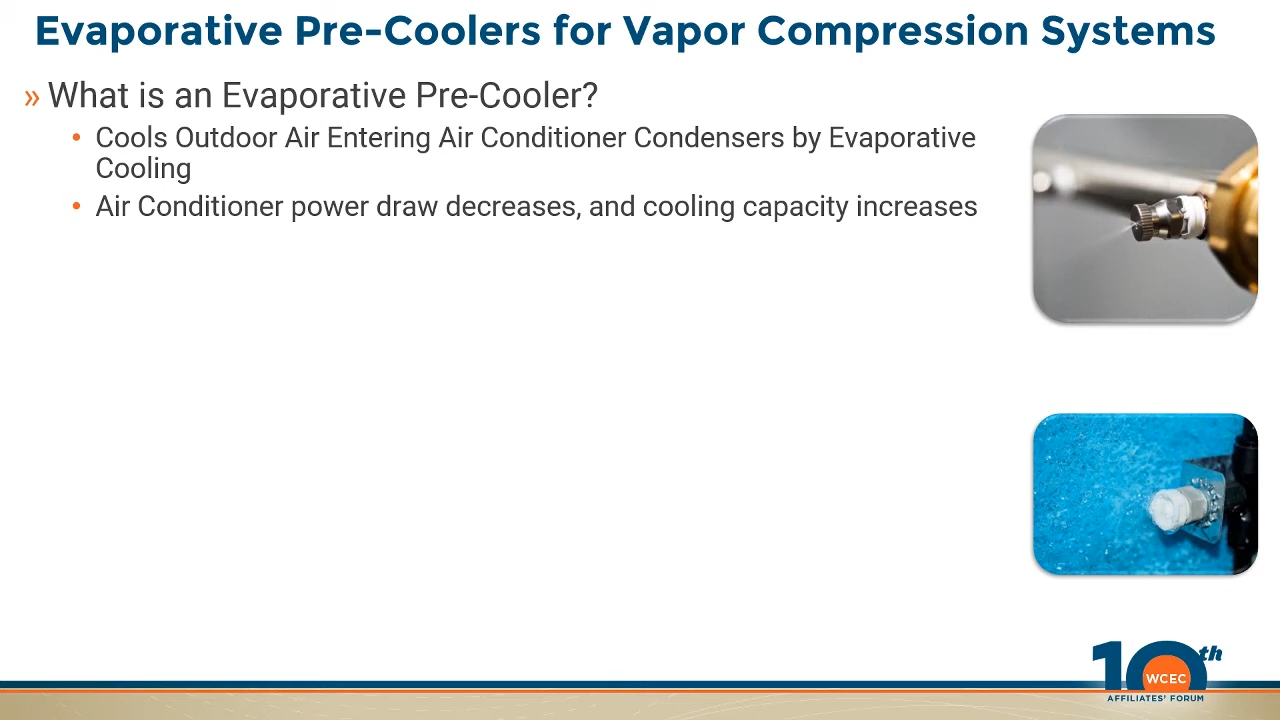 Evaporative Pre-Coolers for Vapor Compression Systems
» What is an Evaporative Pre-Cooler?
• Cools Outdoor Air Entering Air Conditioner Condensers by Evaporative
Cooling
• Air Conditioner power draw decreases, and cooling capacity increases
10th
WCEC
AFFILIATES' FORUM